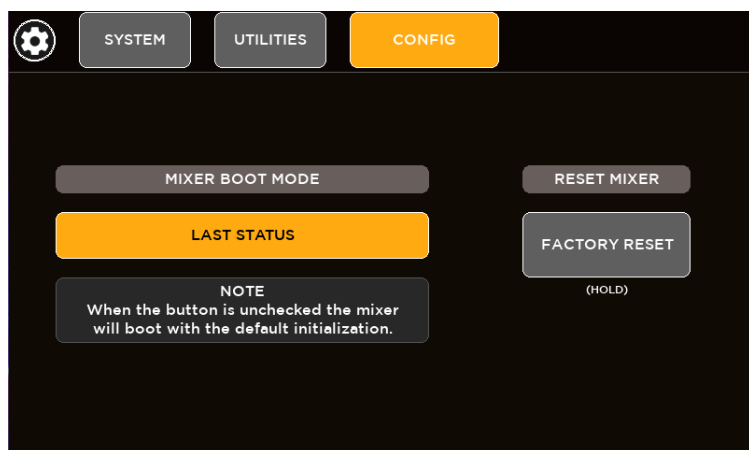 SYSTEM
UTILITIES
CONFIG
MIXER BOOT MODE
LAST STATUS
NOTE
When the button is unchecked the mixer
will boot with the default initialization.
RESET MIXER
FACTORY RESET
(HOLD)